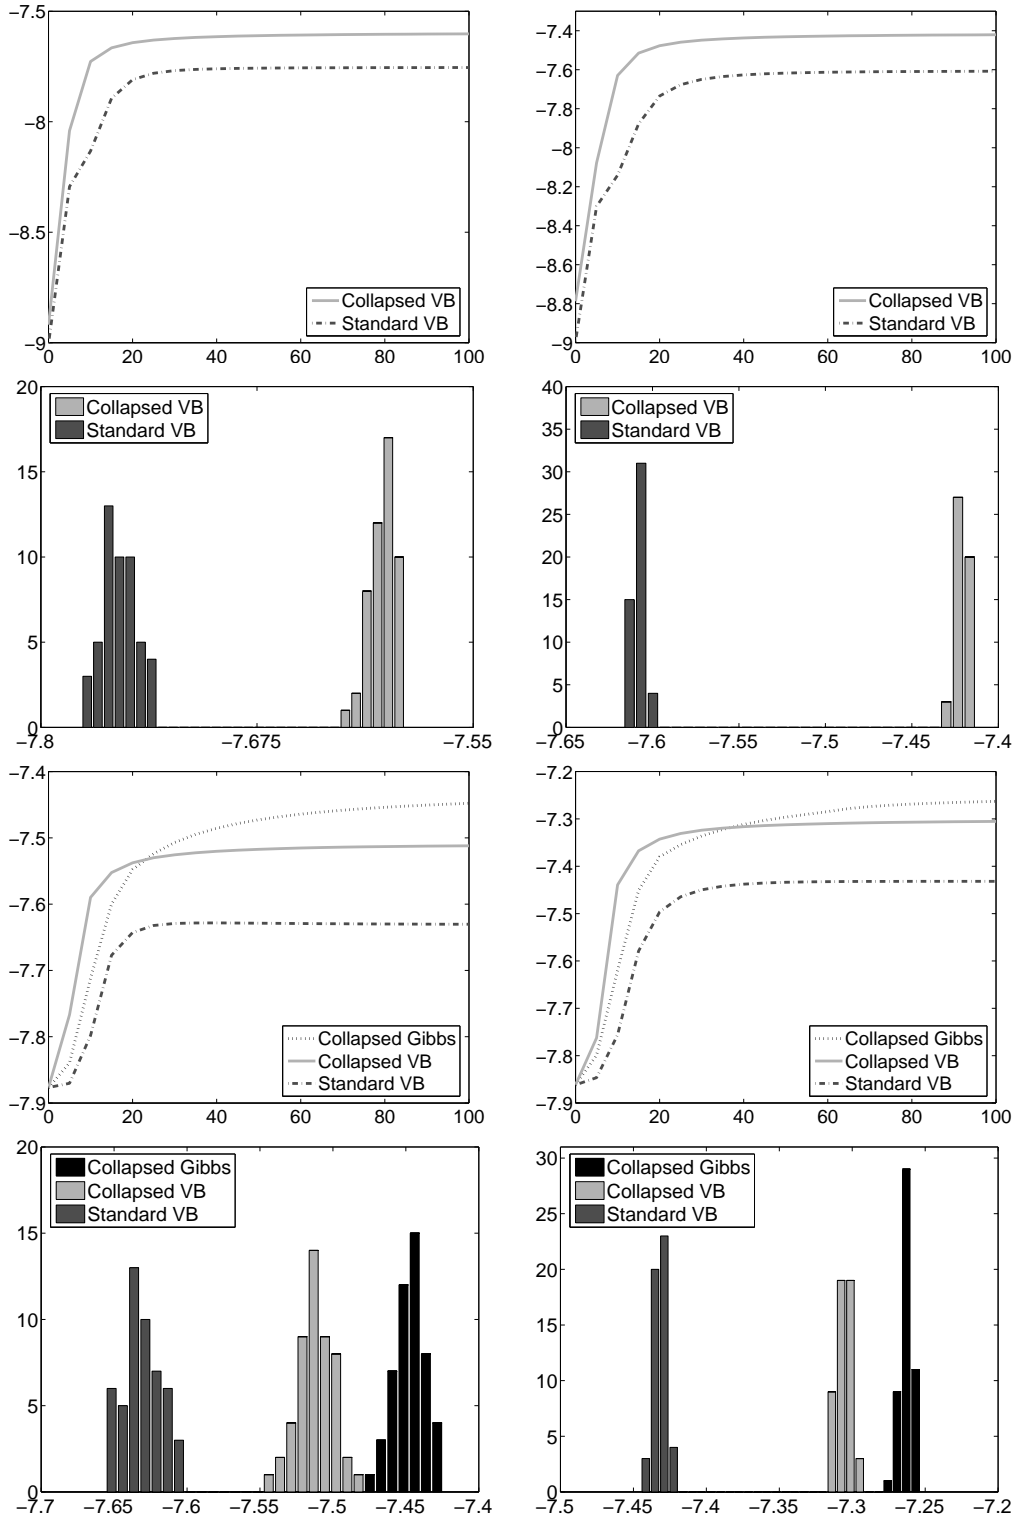 −7.5
−8
−8.5
−9
0 20 40 60 80 100
Collapsed VB
Standard VB
−7.4
−7.6
−7.8
−8
−8.2
−8.4
−8.6
−8.8
−9
0 20 40 60 80 100
Collapsed VB
Standard VB
20
15
10
5
0
−7.8 −7.675 −7.55
Collapsed VB
Standard VB
40
35
30
25
20
15
10
5
0
−7.65 −7.6 −7.55 −7.5 −7.45 −7.4
Collapsed VB
Standard VB
−7.4
−7.5
−7.6
−7.7
−7.8
−7.9
0 20 40 60 80 100
Collapsed Gibbs
Collapsed VB
Standard VB
−7.2
−7.3
−7.4
−7.5
−7.6
−7.7
−7.8
−7.9
0 20 40 60 80 100
Collapsed Gibbs
Collapsed VB
Standard VB
20
15
10
5
0
−7.7 −7.65 −7.6 −7.55 −7.5 −7.45 −7.4
Collapsed Gibbs
Collapsed VB
Standard VB
30
25
20
15
10
5
0
−7.5 −7.45 −7.4 −7.35 −7.3 −7.25 −7.2
Collapsed Gibbs
Collapsed VB
Standard VB